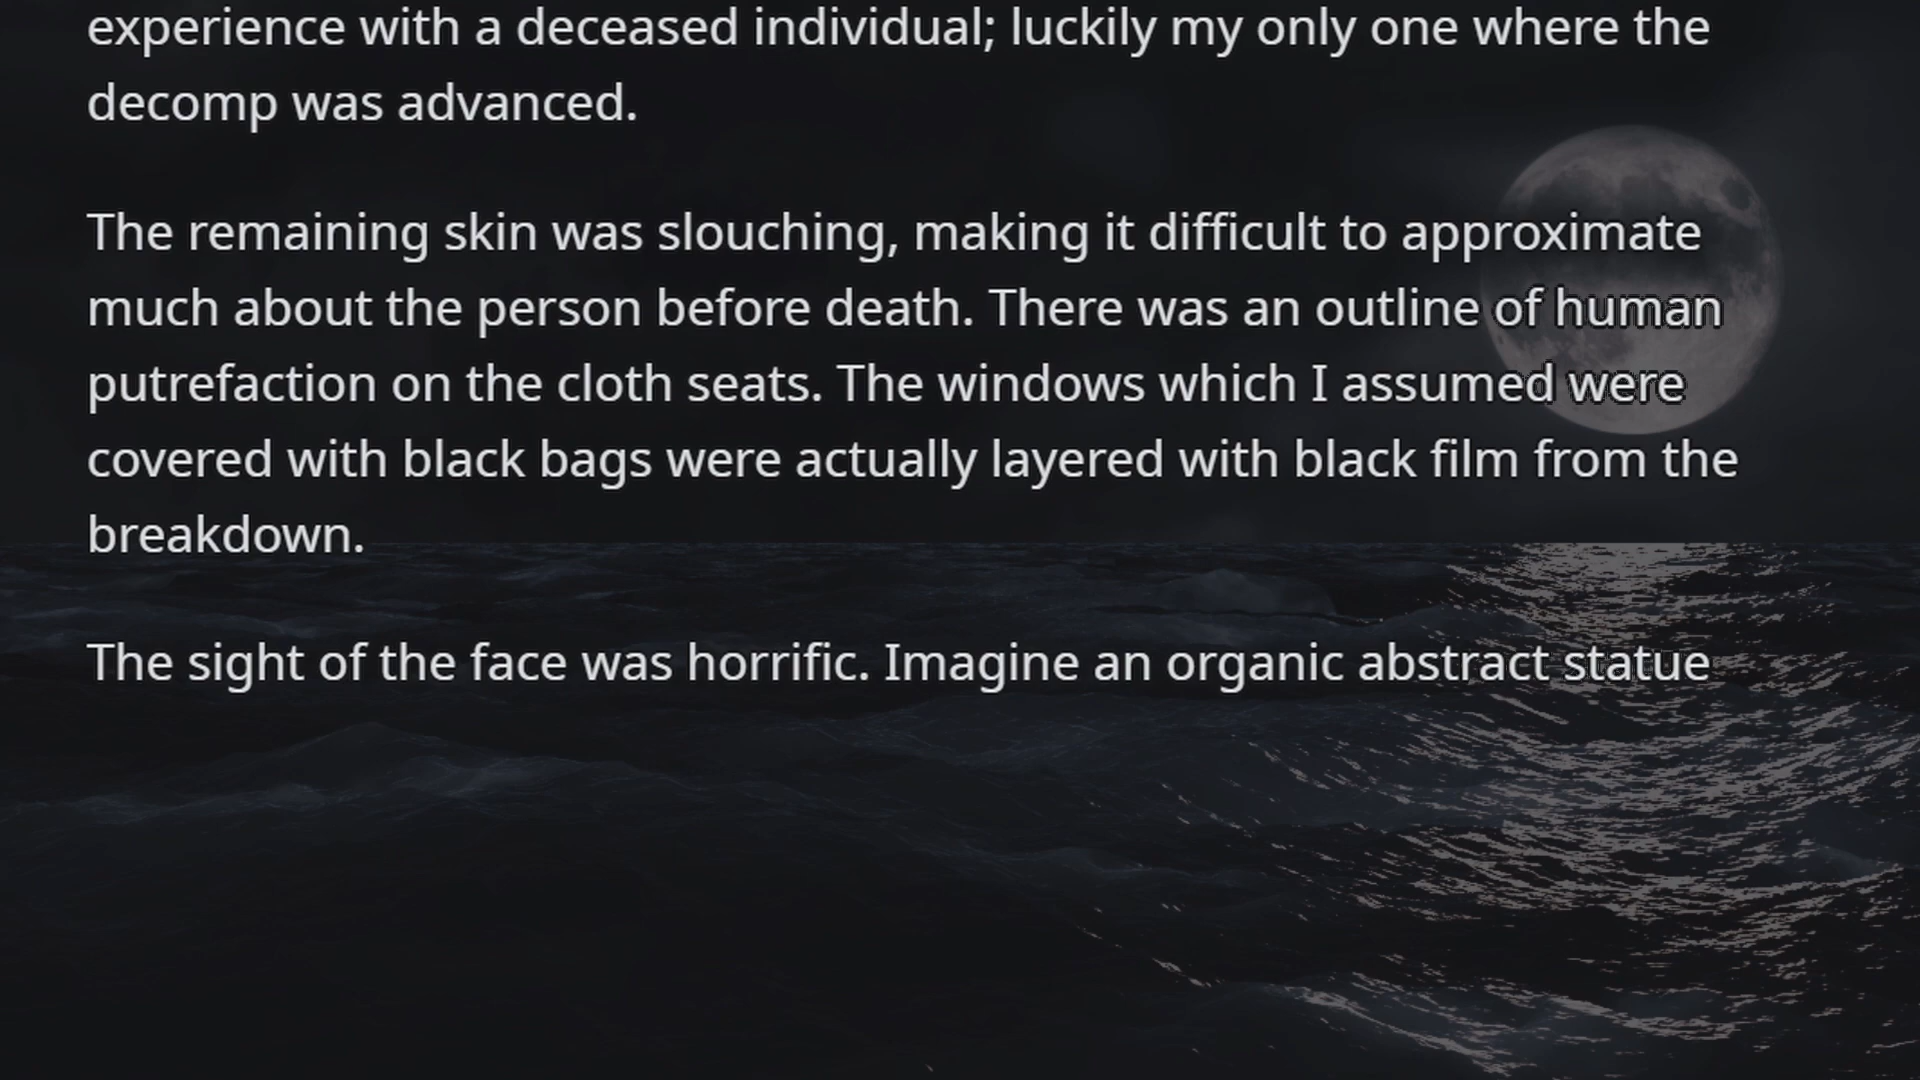 experience with a deceased individual; luckily my only one where the
decomp was advanced.
The remaining skin was slouching, making it difficult to approximate
much about the person before death. There was an outline of human
putrefaction on the cloth seats. The windows which I assumed were
covered with black bags were actually layered with black film from the
breakdown.
The sight of the face was horrific. Imagine an organic abstract statue